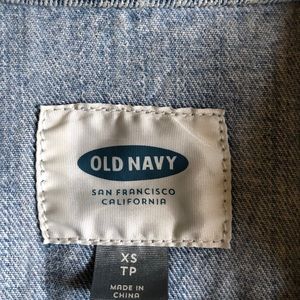 OLD NAVY
SAN FRANCISCO
CALIFORNIA
XS
TP
MADE IN
CHINA